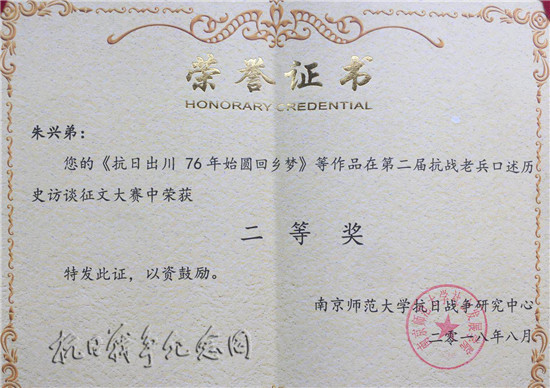 荣誉证书
HONORARY CREDENTIAL
朱兴弟：
您的《抗日出川 76年始圆回乡梦》等作品在第二届抗战老兵口述历
史访谈征文大赛中荣获
二等奖
特发此证，以资鼓励。
南京师范大学抗日战争研究中心
二零一八年八月
抗日战争纪念网